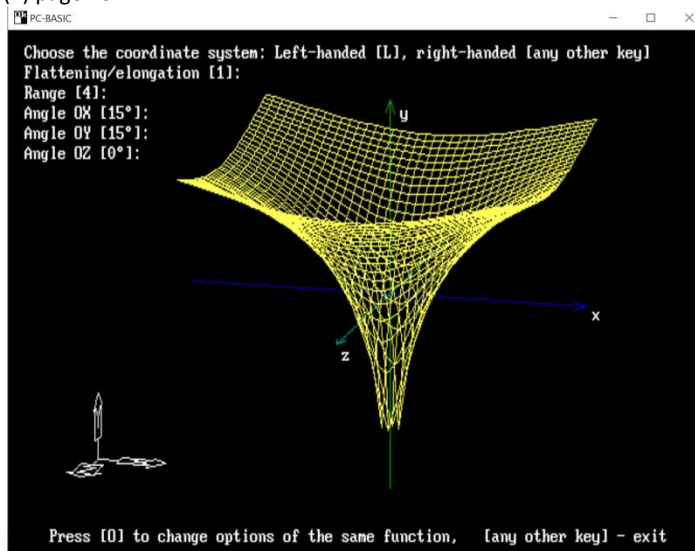 PC-BASIC
Choose the coordinate system: Left-handed [L], right-handed [any other key]
Flattening/elongation [1]:
Range [4]:
Angle OX [15°]:
Angle OY [15°]:
Angle OZ [0°]:
y
x
z
Press [O] to change options of the same function, [any other key] - exit